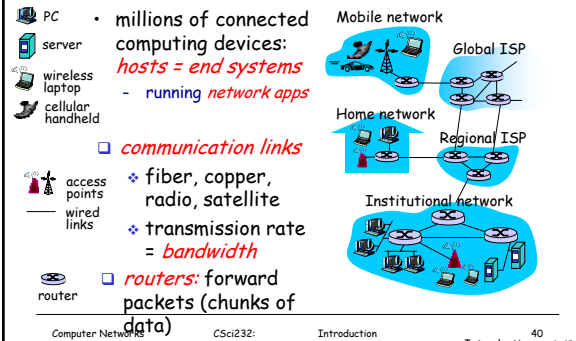 PC
server
wireless
laptop
cellular
handheld
• millions of connected
computing devices:
hosts = end systems
– running network apps
❑ communication links
❖ fiber, copper,
radio, satellite
❖ transmission rate
= bandwidth
access
points
wired
links
❑ routers: forward
packets (chunks of
data)
router
Mobile network
Global ISP
Home network
Regional ISP
Institutional network
Computer Networks CSci232: Introduction 40